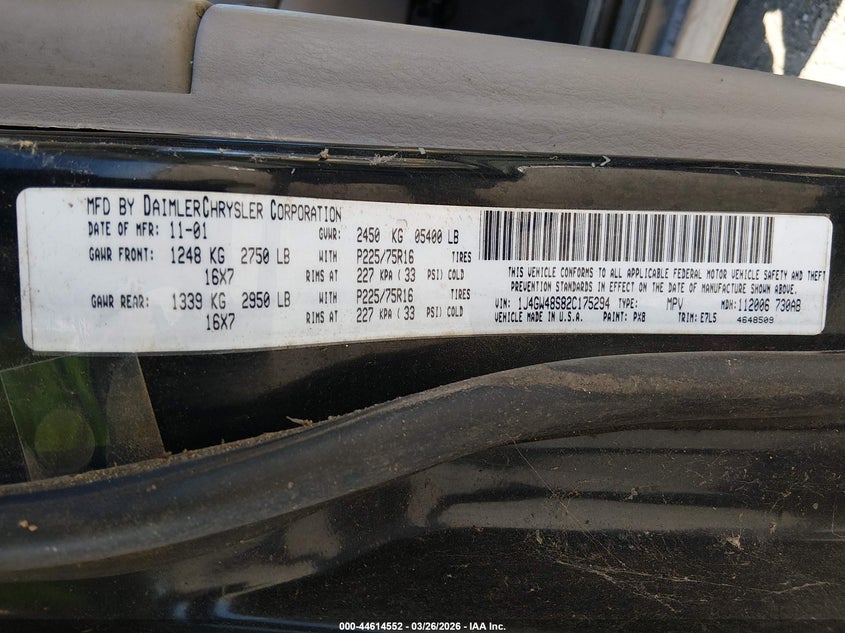 MFD BY DAIMLERCHRYSLER CORPORATION
DATE OF MFR: 11-01 GVWR: 2450 KG 05400 LB
GAWR FRONT: 1248 KG 2750 LB WITH P225/75R16 TIRES
16X7 RIMS AT 227 KPA (33 PSI) COLD
GAWR REAR: 1339 KG 2950 LB WITH P225/75R16 TIRES
16X7 RIMS AT 227 KPA (33 PSI) COLD
THIS VEHICLE CONFORMS TO ALL APPLICABLE FEDERAL MOTOR VEHICLE SAFETY AND THEFT
PREVENTION STANDARDS IN EFFECT ON THE DATE OF MANUFACTURE SHOWN ABOVE.
VIN: 1J4GW48S82C175294 TYPE: MPV MDH: 112006 730AB
VEHICLE MADE IN U.S.A. PAINT: PX8 TRIM: E7L5 4648509
000-44614552 - 03/26/2026 - IAA Inc.